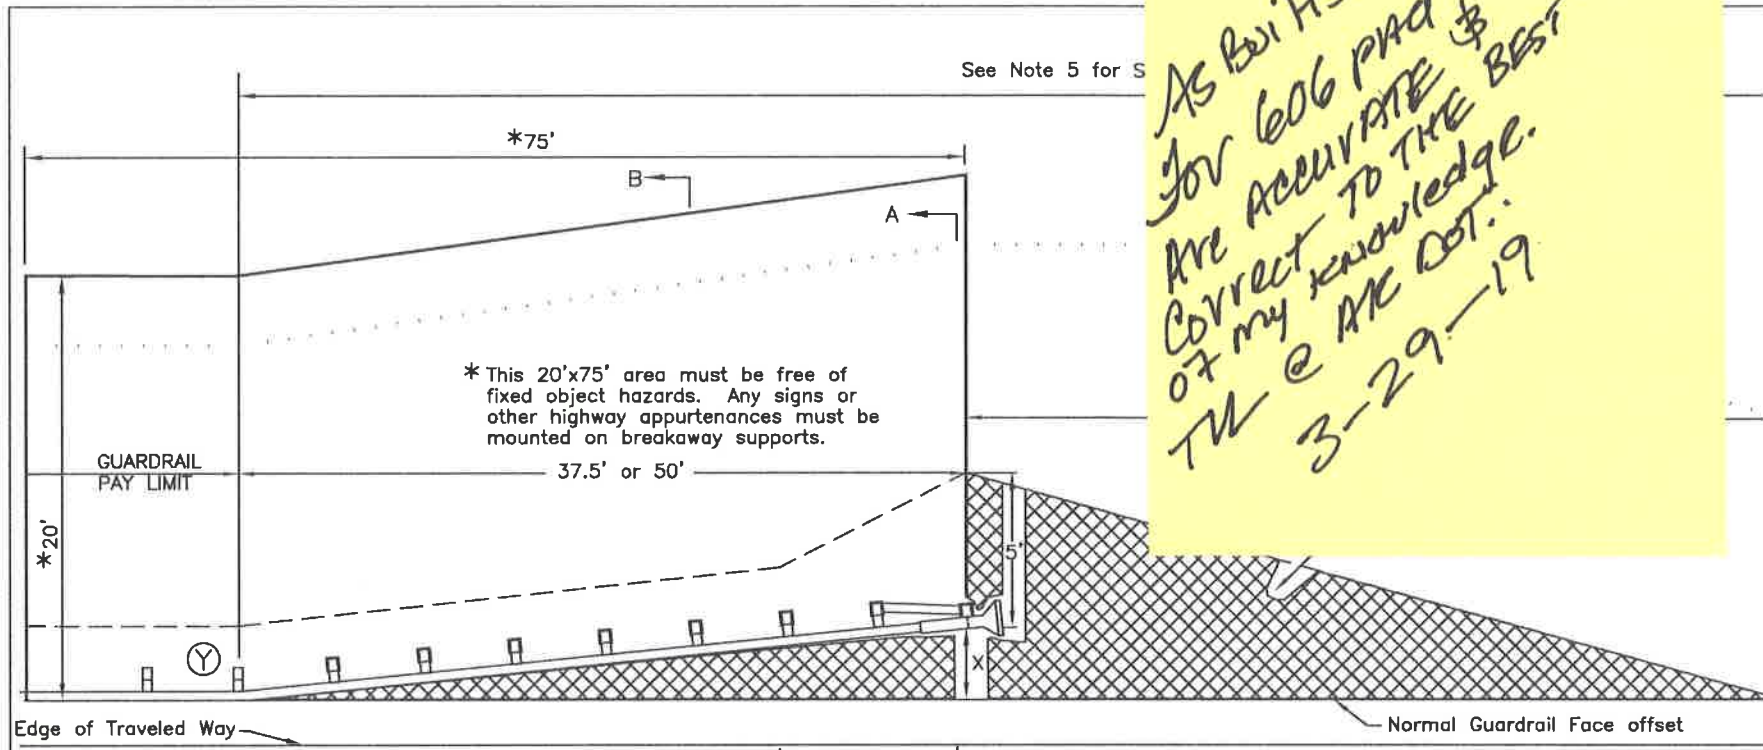 See Note 5 for S
*75'
B
A
* This 20'x75' area must be free of
fixed object hazards. Any signs or
other highway appurtenances must be
mounted on breakaway supports.
GUARDRAIL
PAY LIMIT
37.5' or 50'
*20'
5'
Y
X
Edge of Traveled Way
Normal Guardrail Face offset
As Built
For 606 pad
Are ACCURATE &
Correct TO THE BEST
of my knowledge.
@ AK DOT.
3-29-19